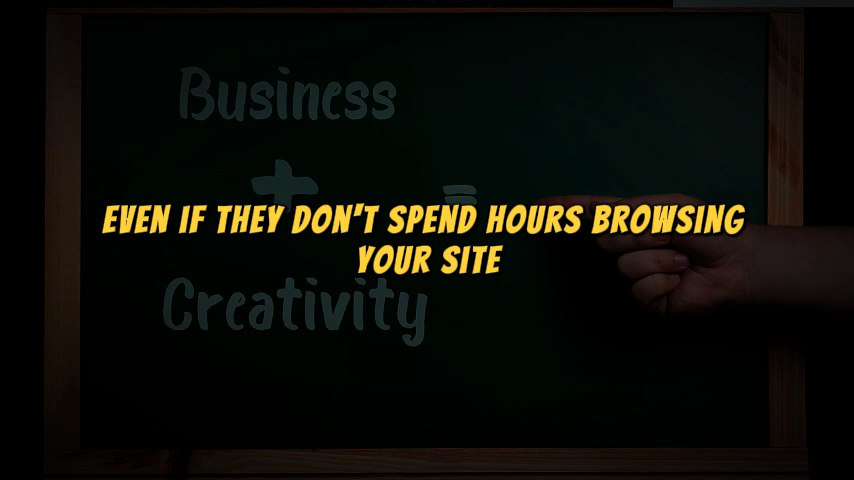 Business
+
=
EVEN IF THEY DON'T SPEND HOURS BROWSING
YOUR SITE
Creativity